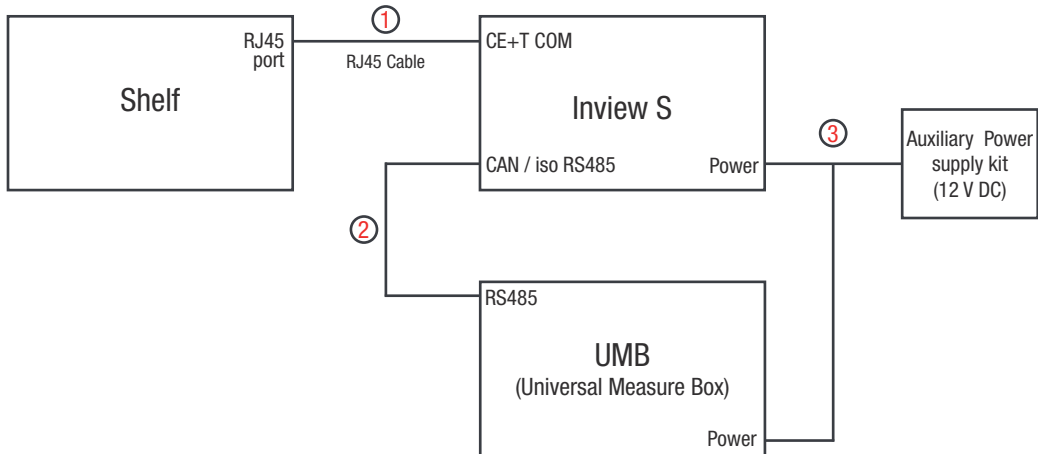 ①
RJ45
port
RJ45 Cable
Shelf
CE+T COM
Inview S
CAN / iso RS485
Power
③
Auxiliary Power
supply kit
(12 V DC)
②
RS485
UMB
(Universal Measure Box)
Power